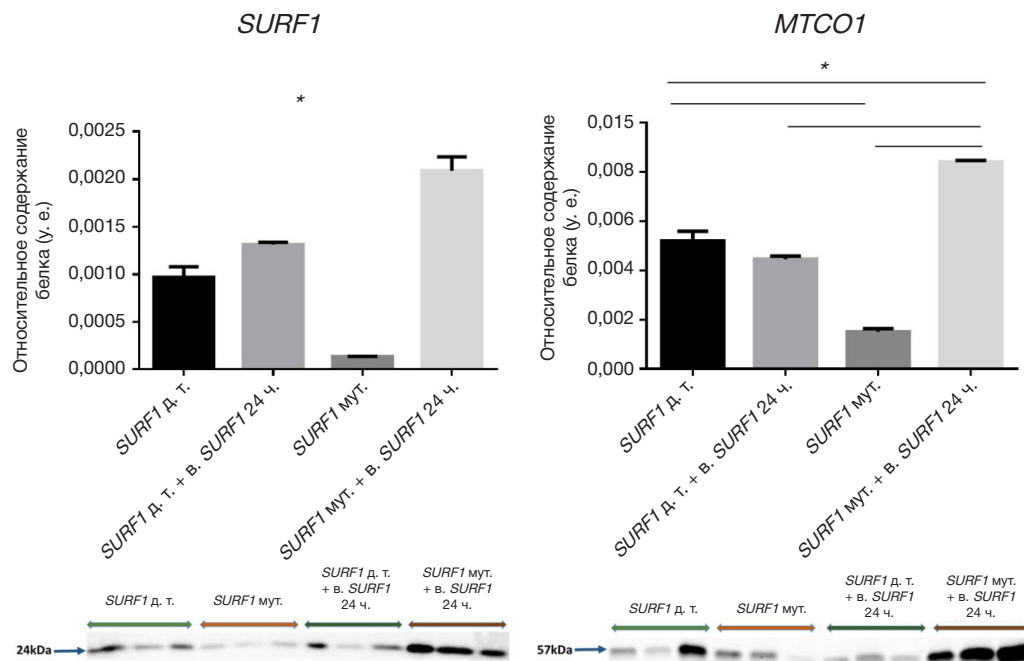 SURF1
*
Относительное содержание
белка (у. е.)
0,0025
0,0020
0,0015
0,0010
0,0005
0,0000
SURF1 д. т.
SURF1 д. т. + в. SURF1 24 ч.
SURF1 мут.
SURF1 мут. + в. SURF1 24 ч.
SURF1 д. т.
SURF1 мут.
SURF1 д. т.
+ в. SURF1
24 ч.
SURF1 мут.
+ в. SURF1
24 ч.
24kDa
MTCO1
*
Относительное содержание
белка (у. е.)
0,015
0,008
0,006
0,004
0,002
0,000
SURF1 д. т.
SURF1 д. т. + в. SURF1 24 ч.
SURF1 мут.
SURF1 мут. + в. SURF1 24 ч.
SURF1 д. т.
SURF1 мут.
SURF1 д. т.
+ в. SURF1
24 ч.
SURF1 мут.
+ в. SURF1
24 ч.
57kDa